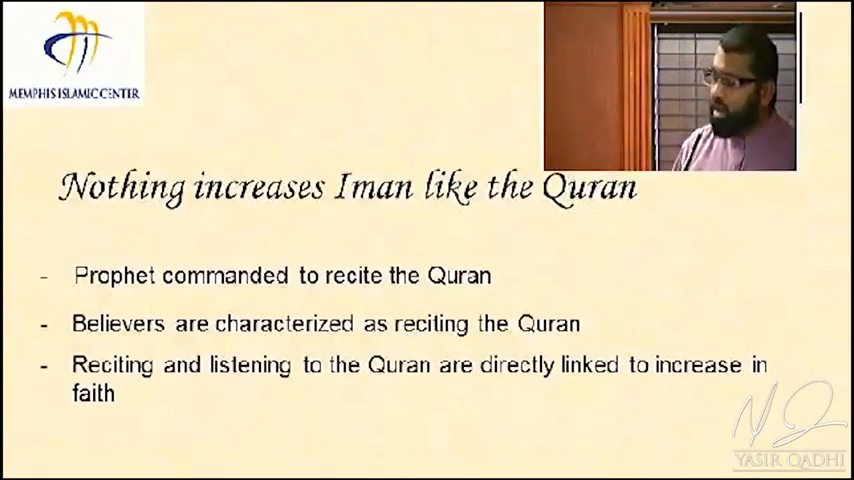 MEMPHIS ISLAMIC CENTER
Nothing increases Iman like the Quran
- Prophet commanded to recite the Quran
- Believers are characterized as reciting the Quran
- Reciting and listening to the Quran are directly linked to increase in
faith
YASIR QADHI